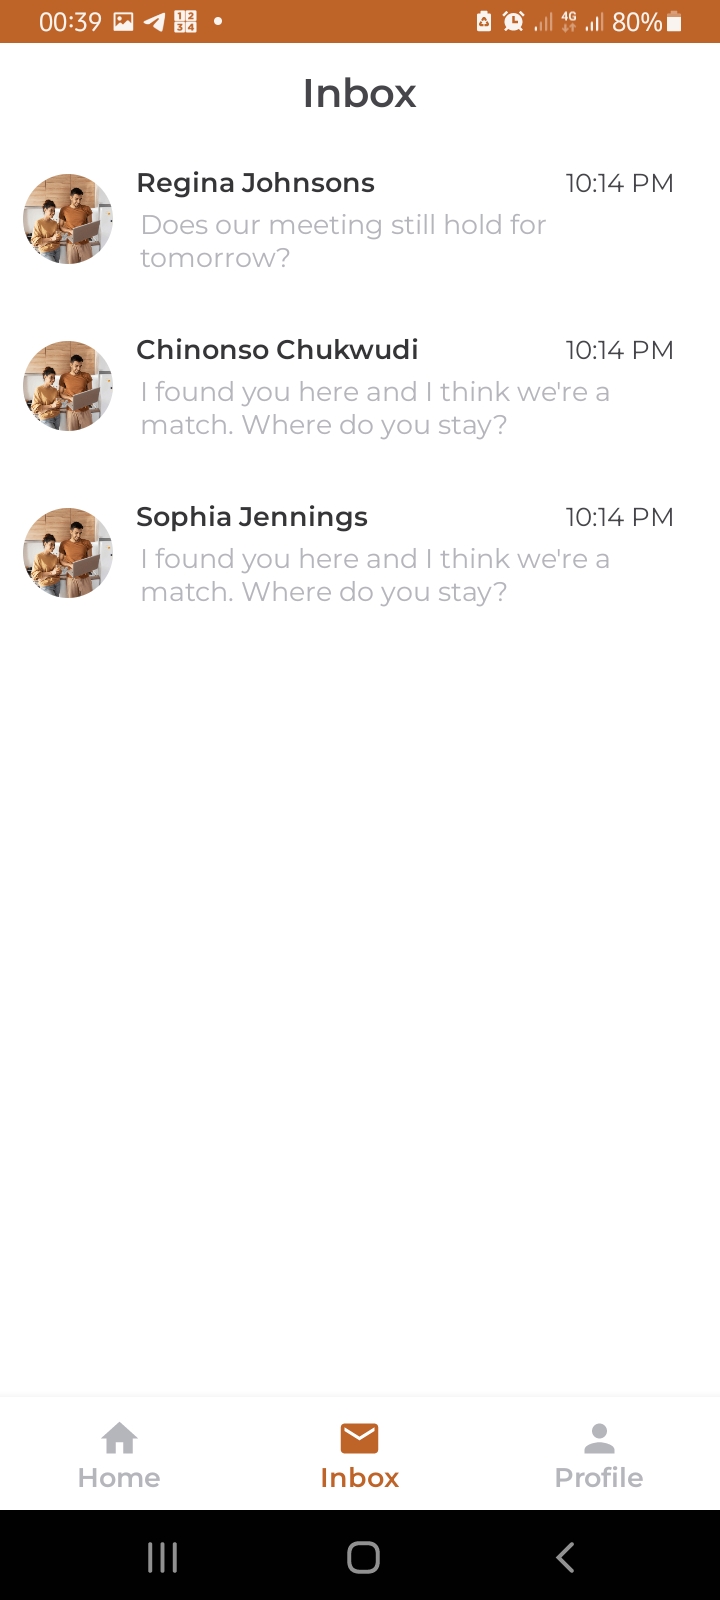 00:39 80%
Inbox
Regina Johnsons 10:14 PM
Does our meeting still hold for
tomorrow?
Chinonso Chukwudi 10:14 PM
I found you here and I think we're a
match. Where do you stay?
Sophia Jennings 10:14 PM
I found you here and I think we're a
match. Where do you stay?
Home Inbox Profile